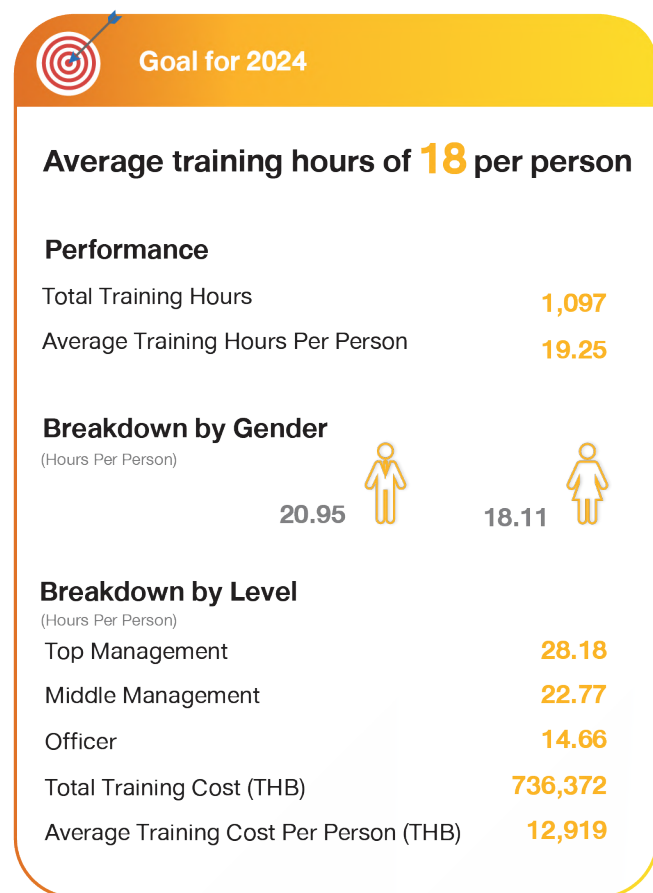 Goal for 2024
Average training hours of 18 per person
Performance
Total Training Hours 1,097
Average Training Hours Per Person 19.25
Breakdown by Gender
(Hours Per Person)
20.95 18.11
Breakdown by Level
(Hours Per Person)
Top Management 28.18
Middle Management 22.77
Officer 14.66
Total Training Cost (THB) 736,372
Average Training Cost Per Person (THB) 12,919